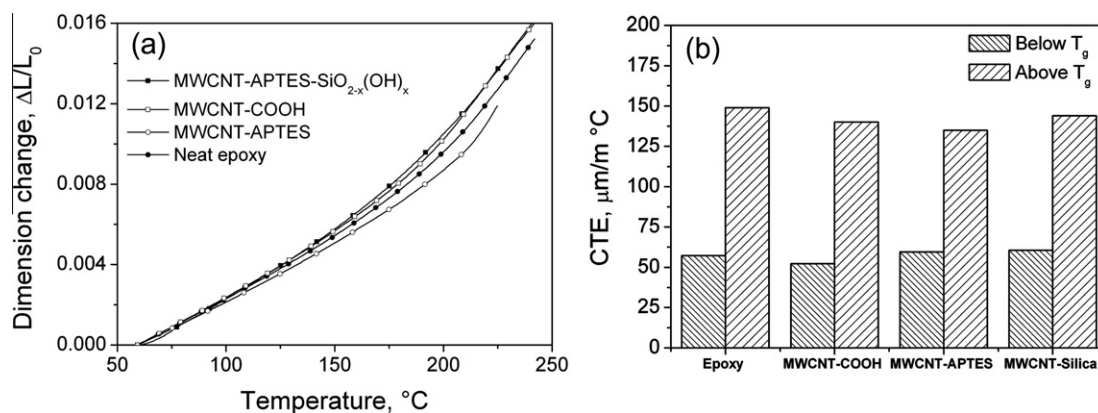 (a)
MWCNT-APTES-SiO2-x(OH)x
MWCNT-COOH
MWCNT-APTES
Neat epoxy
Dimension change, ΔL/L0
0.016
0.012
0.008
0.004
0.000
50 100 150 200 250
Temperature, °C
(b)
Below Tg
Above Tg
CTE, µm/m °C
200
175
150
125
100
75
50
25
0
Epoxy MWCNT-COOH MWCNT-APTES MWCNT-Silica